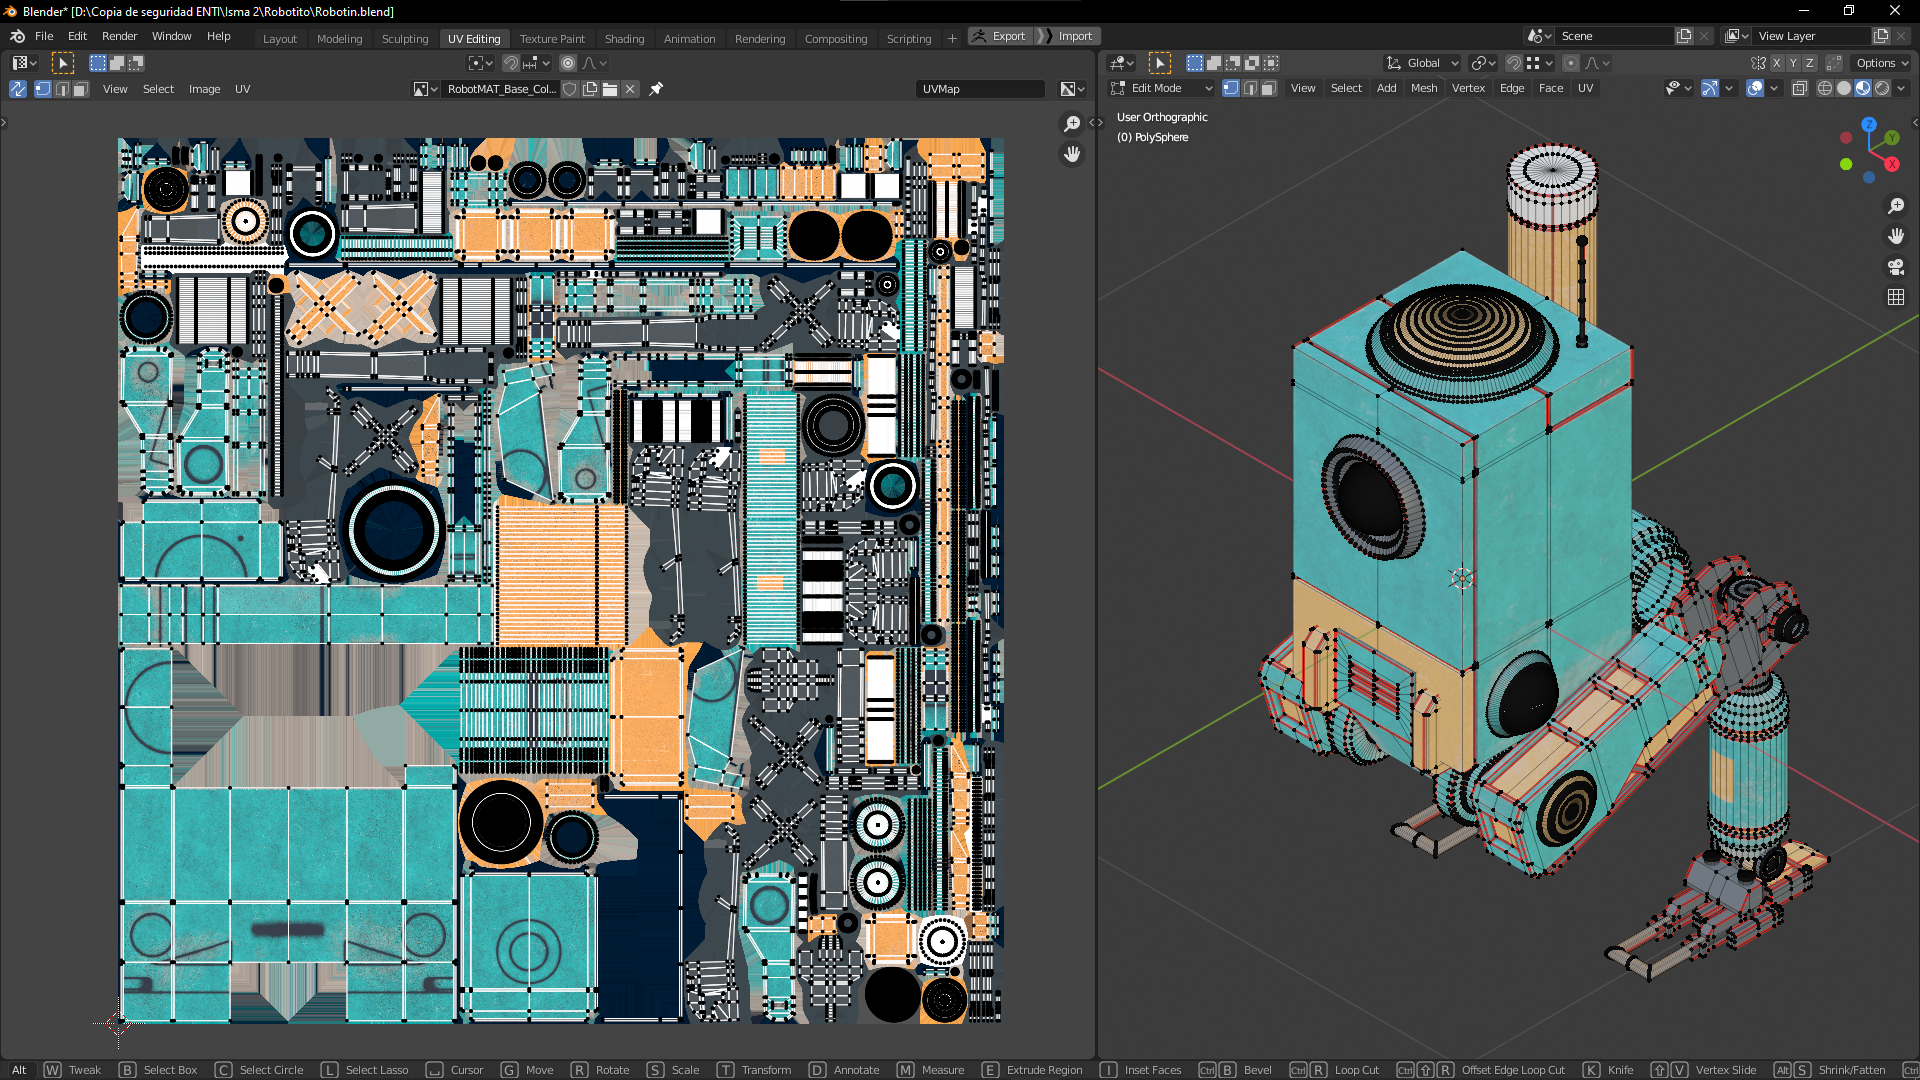 Blender* [D:\Copia de seguridad ENTI\Isma 2\Robotito\Robotin.blend]
File Edit Render Window Help Layout Modeling Sculpting UV Editing Texture Paint Shading Animation Rendering Compositing Scripting + Export Import Scene View Layer
Global X Y Z Options
View Select Image UV RobotMAT_Base_Col... UVMap Edit Mode View Select Add Mesh Vertex Edge Face UV
User Orthographic
(0) PolySphere
Z
Y
X
Alt W Tweak B Select Box C Select Circle L Select Lasso Cursor G Move R Rotate S Scale T Transform D Annotate M Measure E Extrude Region I Inset Faces Ctrl B Bevel Ctrl R Loop Cut Ctrl R Offset Edge Loop Cut K Knife V Vertex Slide Alt S Shrink/Fatten Ctrl